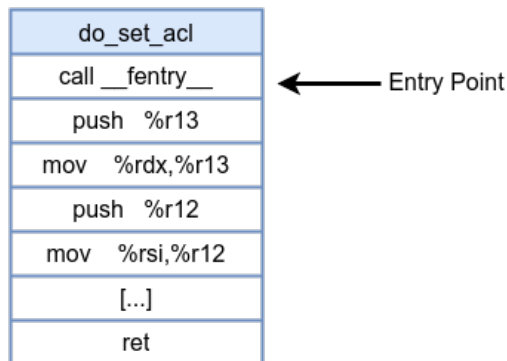 do_set_acl
call __fentry__
Entry Point
push %r13
mov %rdx,%r13
push %r12
mov %rsi,%r12
[...]
ret